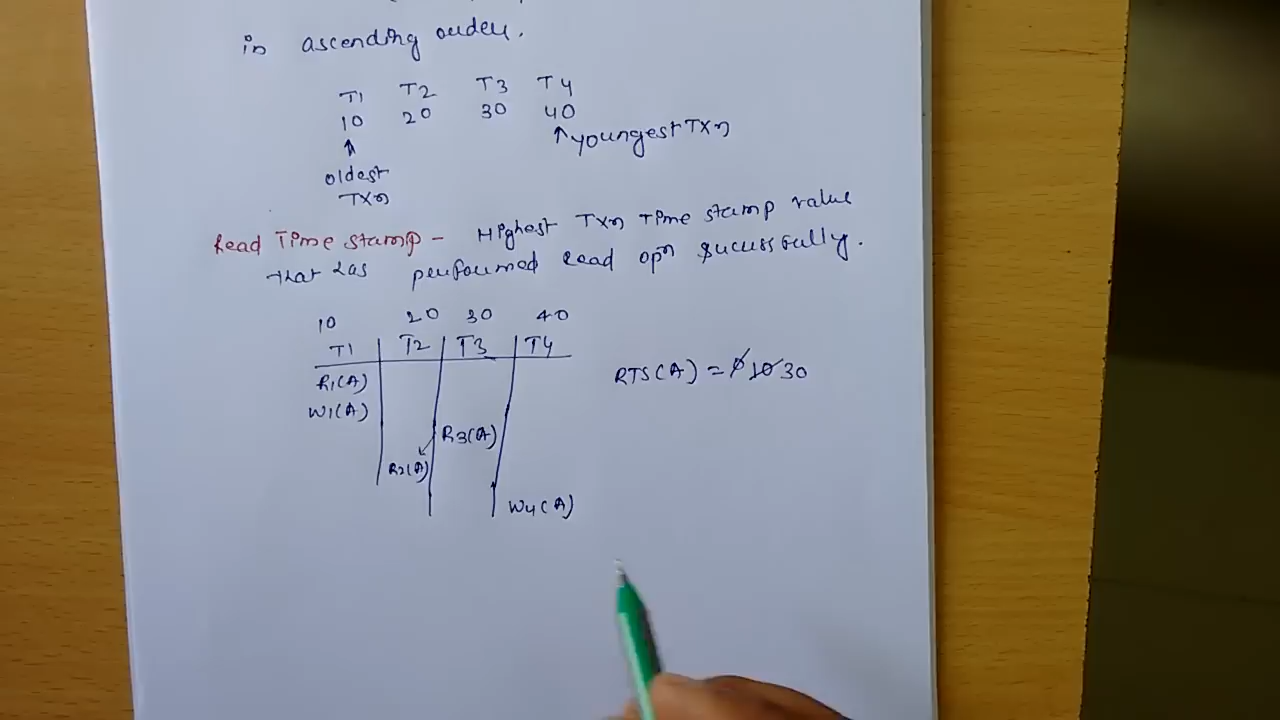 in ascending order.
T1 T2 T3 T4
10 20 30 40
↑ ↑ youngest Txn
oldest
Txn
Read Time stamp - Highest Txn Time stamp value
that has performed read opn successfully.
10 20 30 40
T1 T2 T3 T4
R1(A) RTS(A) = 0 10 30
W1(A)
R3(A)
R2(A)
W4(A)